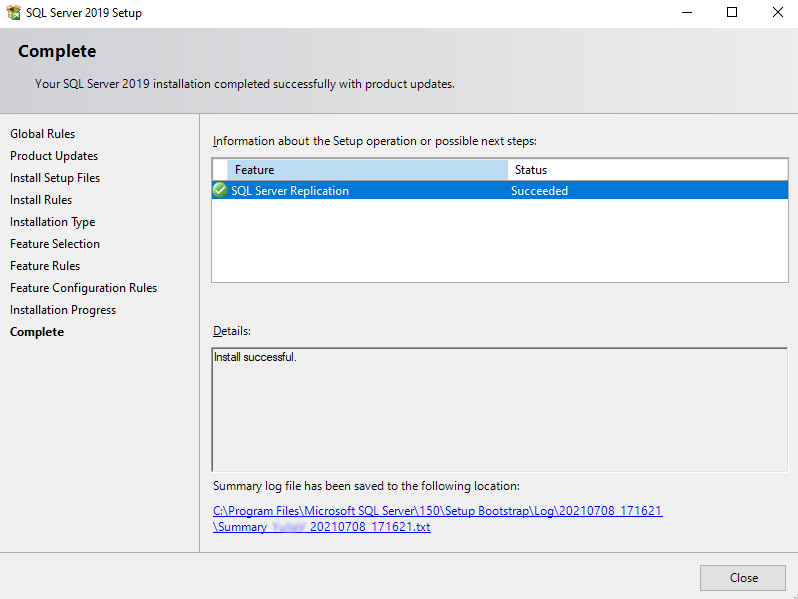 SQL Server 2019 Setup
Complete
Your SQL Server 2019 installation completed successfully with product updates.
Global Rules
Product Updates
Install Setup Files
Install Rules
Installation Type
Feature Selection
Feature Rules
Feature Configuration Rules
Installation Progress
Complete
Information about the Setup operation or possible next steps:
Feature Status
SQL Server Replication Succeeded
Details:
Install successful.
Summary log file has been saved to the following location:
C:\Program Files\Microsoft SQL Server\150\Setup Bootstrap\Log\20210708_171621
\Summary_ _20210708_171621.txt
Close